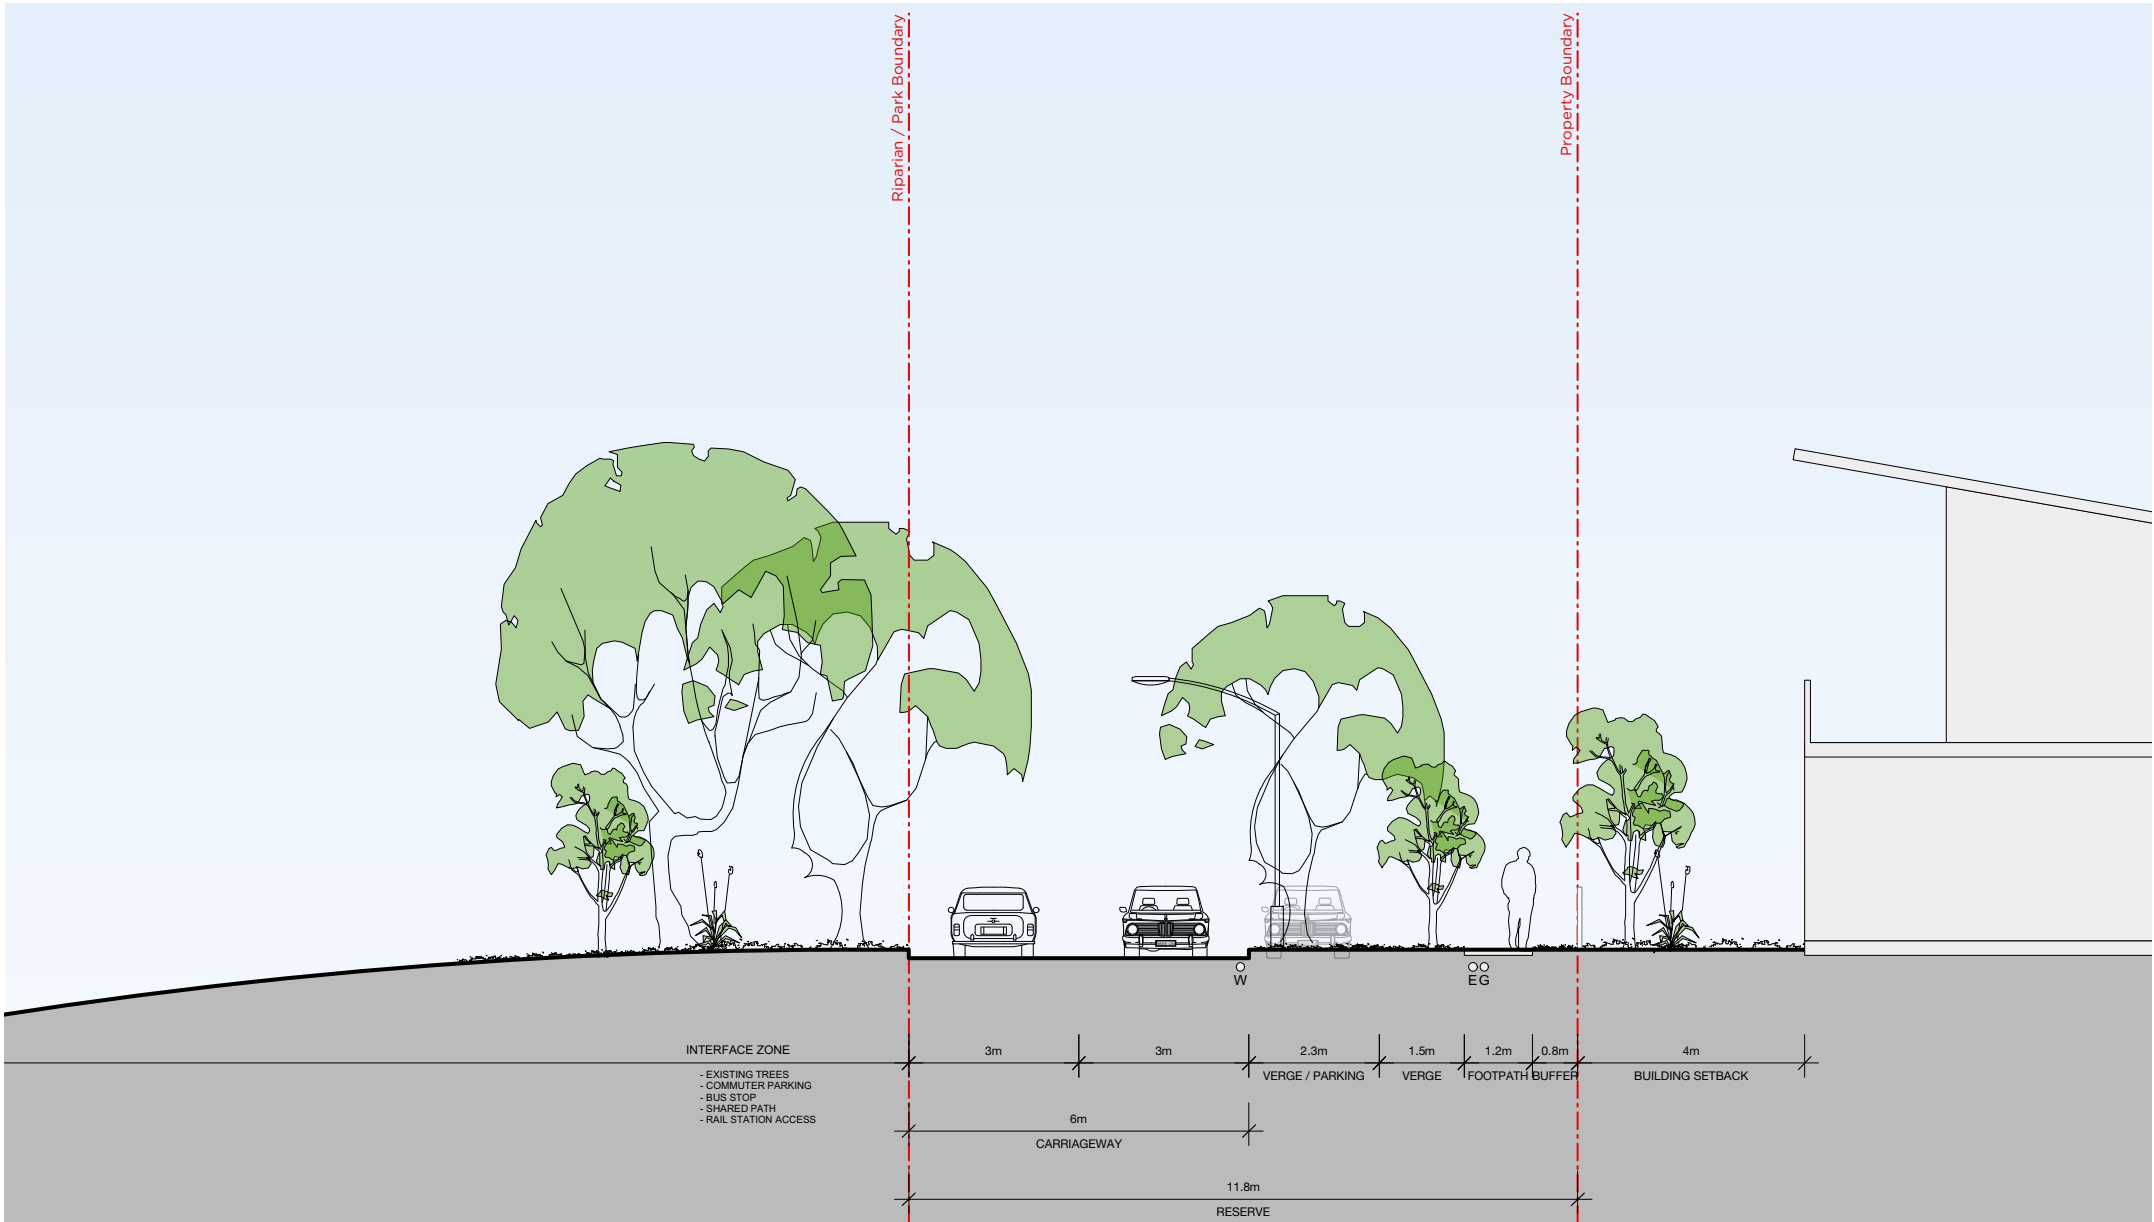 Riparian / Park Boundary
Property Boundary
W
EG
INTERFACE ZONE
- EXISTING TREES
- COMMUTER PARKING
- BUS STOP
- SHARED PATH
- RAIL STATION ACCESS
3m
3m
2.3m
1.5m
1.2m
0.8m
4m
VERGE / PARKING
VERGE
FOOTPATH
BUFFER
BUILDING SETBACK
6m
CARRIAGEWAY
11.8m
RESERVE